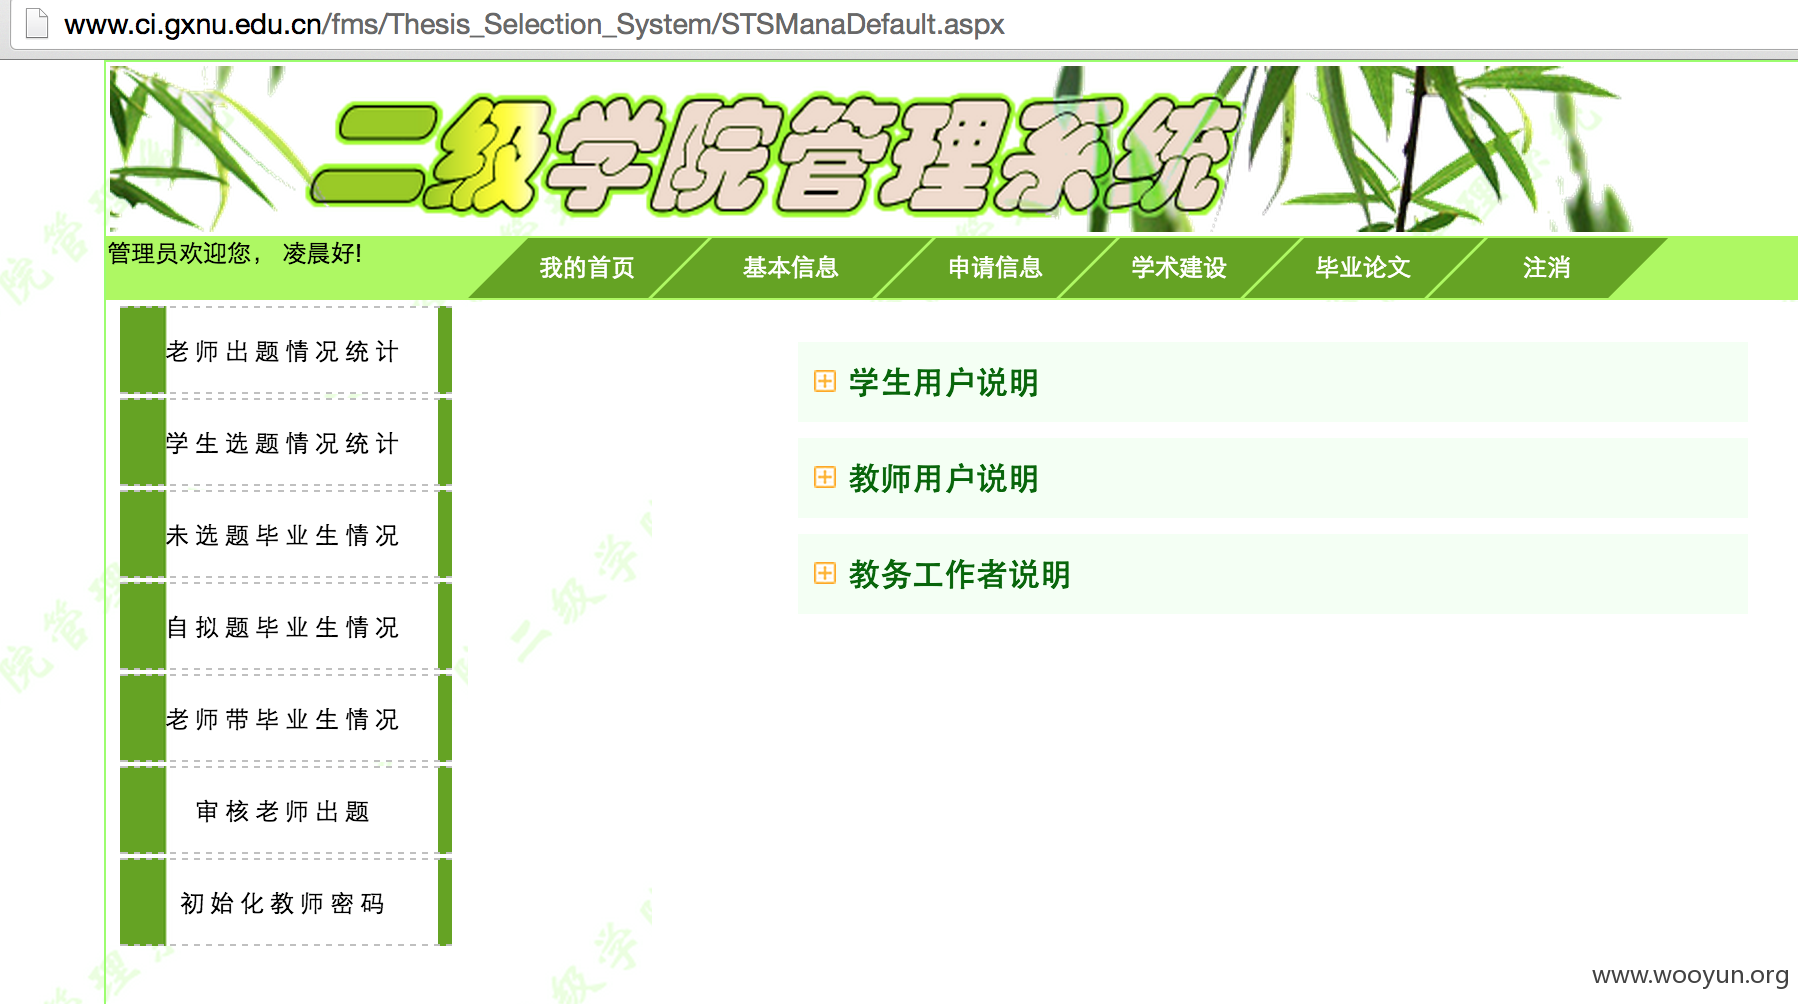 www.ci.gxnu.edu.cn/fms/Thesis_Selection_System/STSManaDefault.aspx
二级学院管理系统
管理员欢迎您， 凌晨好!
我的首页 基本信息 申请信息 学术建设 毕业论文 注消
老师出题情况统计
学生选题情况统计
未选题毕业生情况
自拟题毕业生情况
老师带毕业生情况
审核老师出题
初始化教师密码
学生用户说明
教师用户说明
教务工作者说明
www.wooyun.org